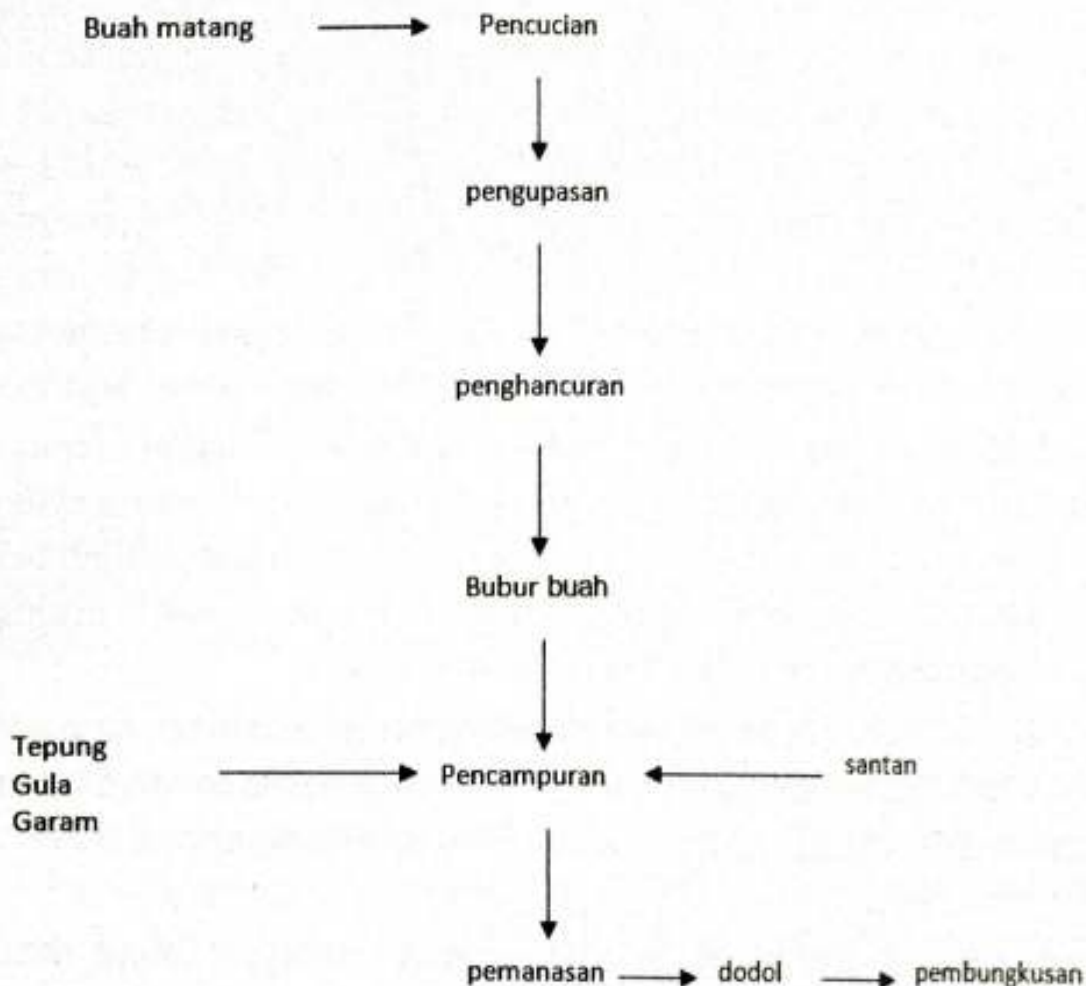 Buah matang
Pencucian
pengupasan
penghancuran
Bubur buah
Tepung
Gula
Garam
Pencampuran
santan
pemanasan
dodol
pembungkusan